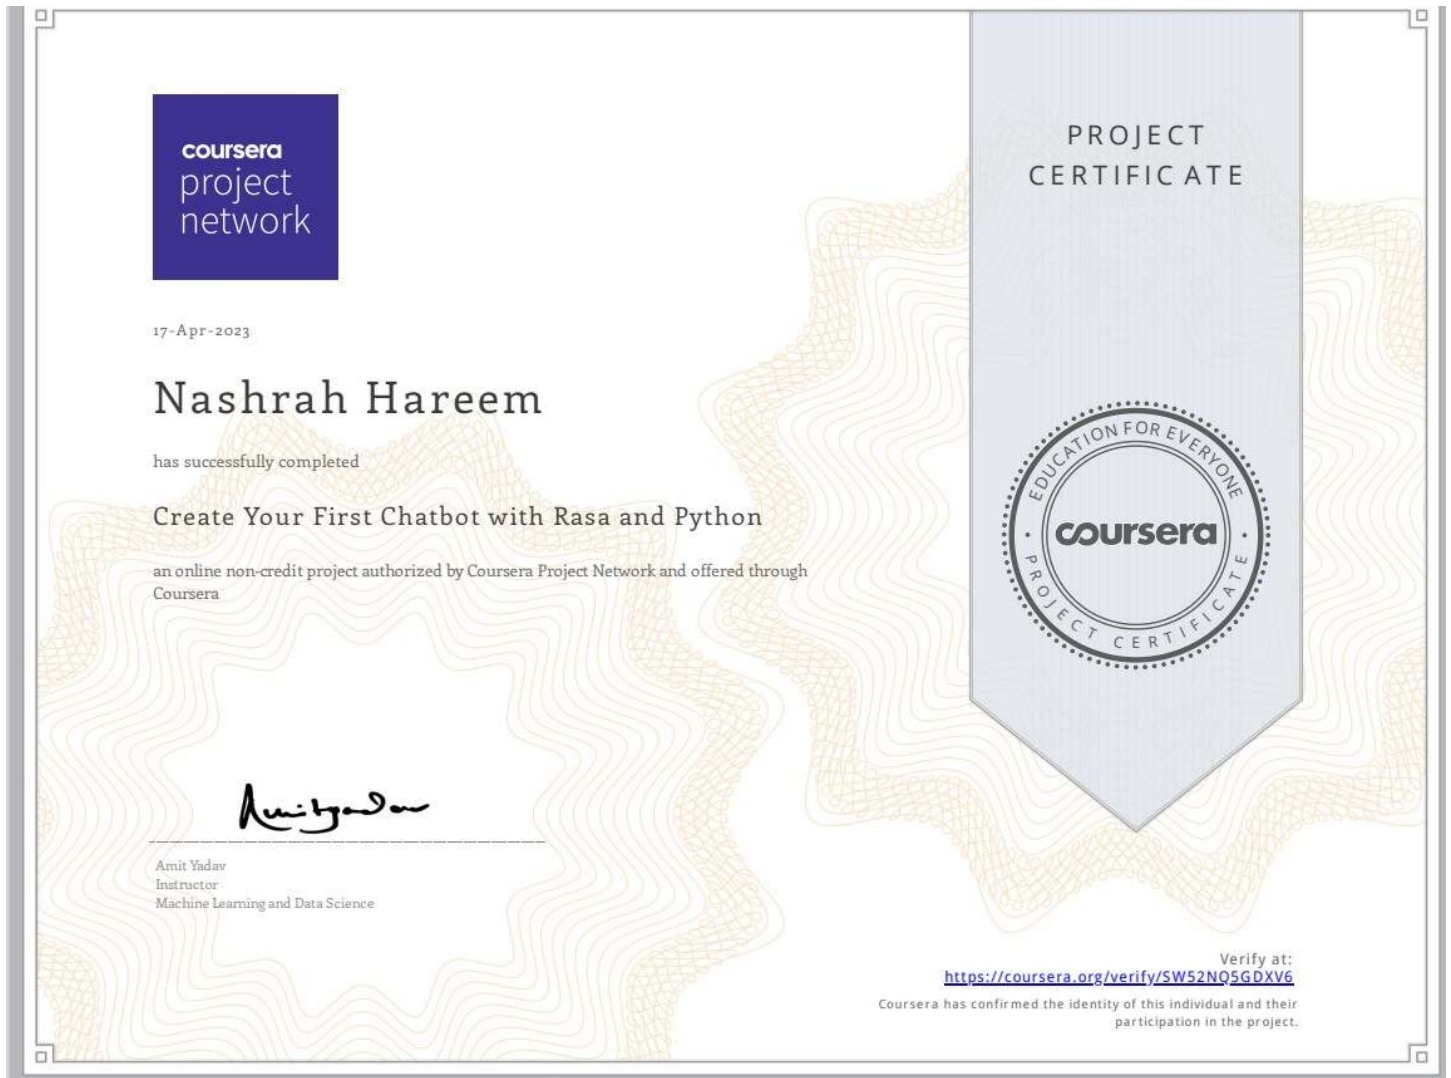 coursera
project
network
PROJECT
CERTIFICATE
17-Apr-2023
Nashrah Hareem
has successfully completed
Create Your First Chatbot with Rasa and Python
an online non-credit project authorized by Coursera Project Network and offered through
Coursera
EDUCATION FOR EVERYONE
coursera
PROJECT CERTIFICATE
Amit Yadav
Amit Yadav
Instructor
Machine Learning and Data Science
Verify at:
https://coursera.org/verify/SW52NQ5GDXV6
Coursera has confirmed the identity of this individual and their
participation in the project.